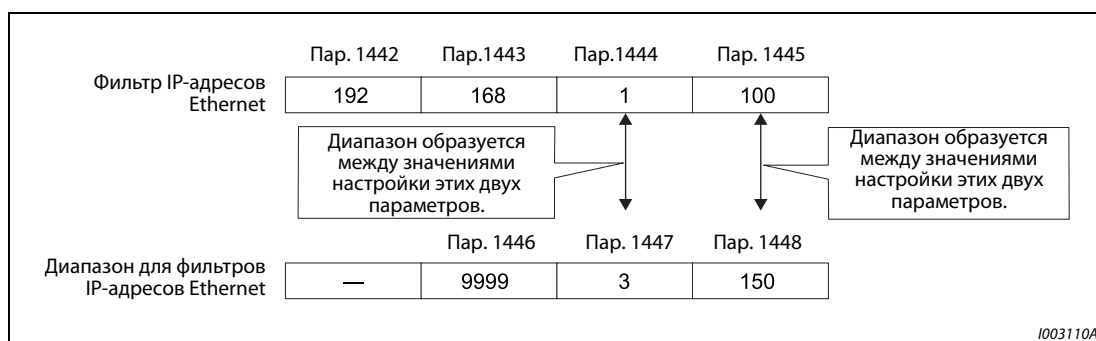 Пар. 1442 Пар.1443 Пар.1444 Пар. 1445
Фильтр IP-адресов
Ethernet
192 168 1 100
Диапазон образуется
между значениями
настройки этих двух
параметров.
Диапазон образуется
между значениями
настройки этих двух
параметров.
Пар. 1446 Пар. 1447 Пар. 1448
Диапазон для фильтров
IP-адресов Ethernet
— 9999 3 150
I003110A